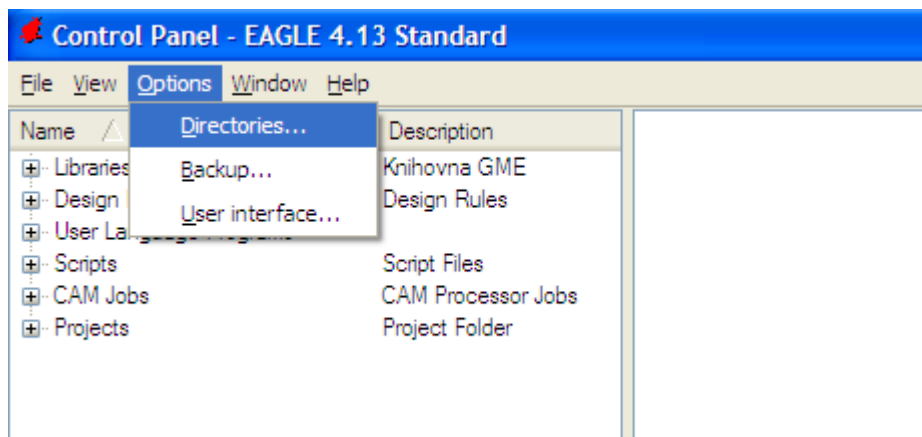 Control Panel - EAGLE 4.13 Standard
File View Options Window Help
Name Directories... Description
Libraries Backup... Knihovna GME
Design User interface... Design Rules
User
Scripts Script Files
CAM Jobs CAM Processor Jobs
Projects Project Folder